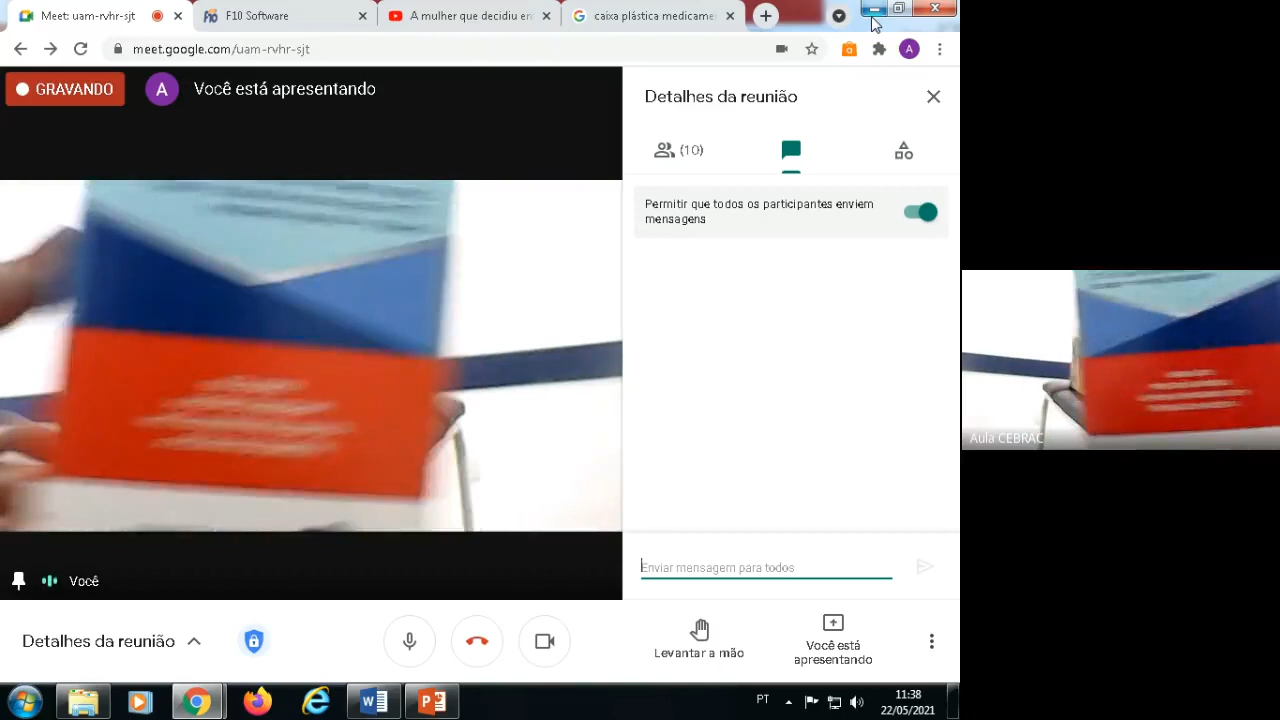 Meet: uam-rvhr-sjt
F10 Software
A mulher que decidiu en
caixa plástica medicame
meet.google.com/uam-rvhr-sjt
A
GRAVANDO
A
Você está apresentando
Detalhes da reunião
(10)
Permitir que todos os participantes enviem
mensagens
Aula CEBRAC
Enviar mensagem para todos
Você
Detalhes da reunião
Levantar a mão
Você está
apresentando
PT
11:38
22/05/2021